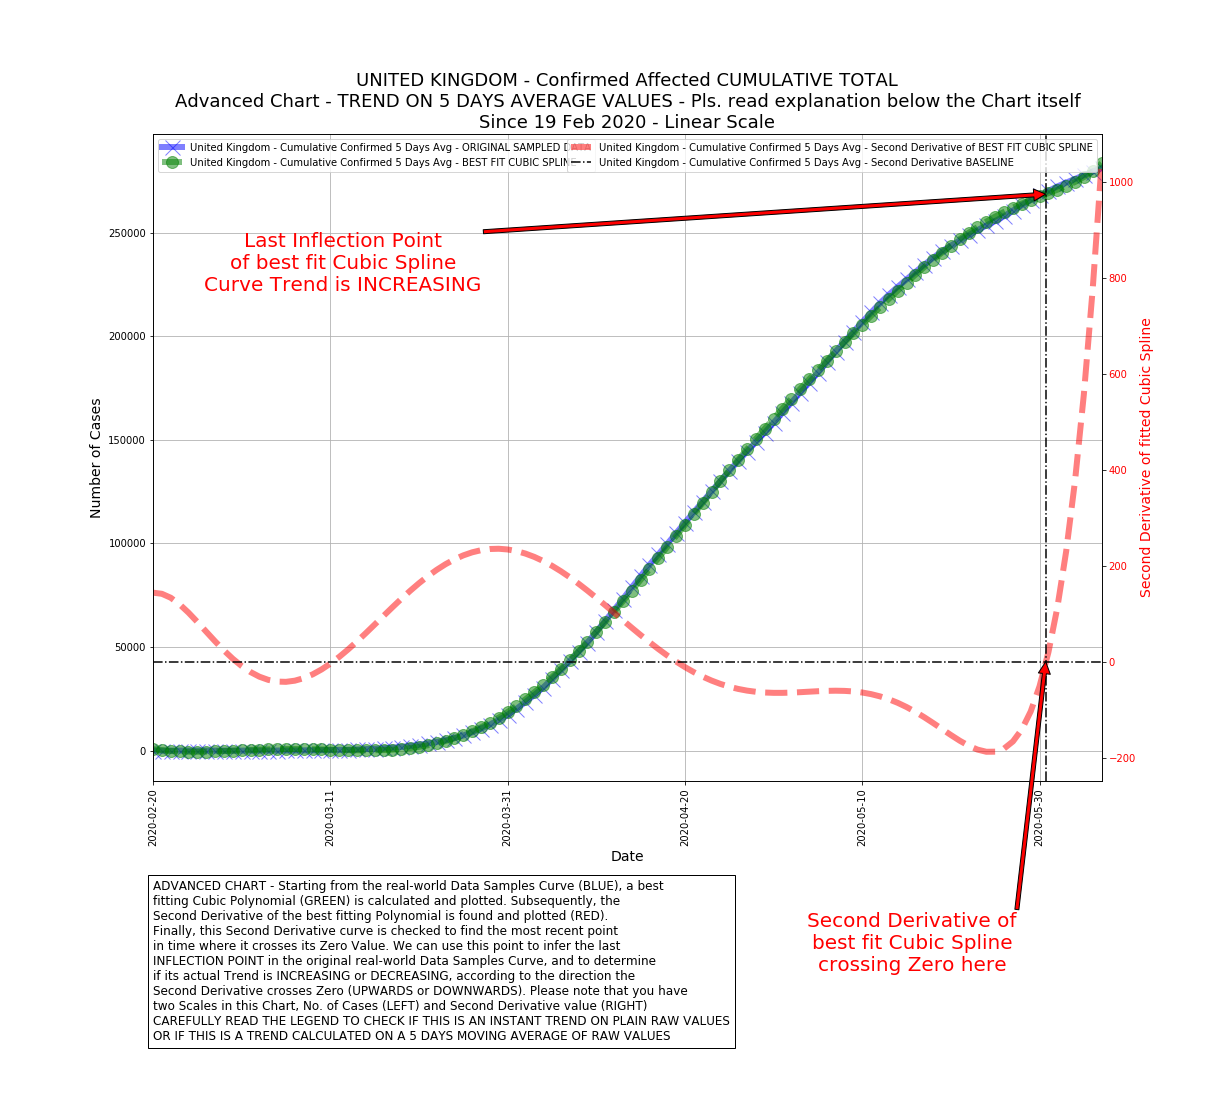 UNITED KINGDOM - Confirmed Affected CUMULATIVE TOTAL
Advanced Chart - TREND ON 5 DAYS AVERAGE VALUES - Pls. read explanation below the Chart itself
Since 19 Feb 2020 - Linear Scale
United Kingdom - Cumulative Confirmed 5 Days Avg - ORIGINAL SAMPLED DATA
United Kingdom - Cumulative Confirmed 5 Days Avg - BEST FIT CUBIC SPLINE
United Kingdom - Cumulative Confirmed 5 Days Avg - Second Derivative of BEST FIT CUBIC SPLINE
United Kingdom - Cumulative Confirmed 5 Days Avg - Second Derivative BASELINE
Last Inflection Point
of best fit Cubic Spline
Curve Trend is INCREASING
Number of Cases
250000
200000
150000
100000
50000
0
1000
800
600
400
200
0
−200
Second Derivative of fitted Cubic Spline
2020-02-20
2020-03-11
2020-03-31
2020-04-20
2020-05-10
2020-05-30
Date
ADVANCED CHART - Starting from the real-world Data Samples Curve (BLUE), a best
fitting Cubic Polynomial (GREEN) is calculated and plotted. Subsequently, the
Second Derivative of the best fitting Polynomial is found and plotted (RED).
Finally, this Second Derivative curve is checked to find the most recent point
in time where it crosses its Zero Value. We can use this point to infer the last
INFLECTION POINT in the original real-world Data Samples Curve, and to determine
if its actual Trend is INCREASING or DECREASING, according to the direction the
Second Derivative crosses Zero (UPWARDS or DOWNWARDS). Please note that you have
two Scales in this Chart, No. of Cases (LEFT) and Second Derivative value (RIGHT)
CAREFULLY READ THE LEGEND TO CHECK IF THIS IS AN INSTANT TREND ON PLAIN RAW VALUES
OR IF THIS IS A TREND CALCULATED ON A 5 DAYS MOVING AVERAGE OF RAW VALUES
Second Derivative of
best fit Cubic Spline
crossing Zero here